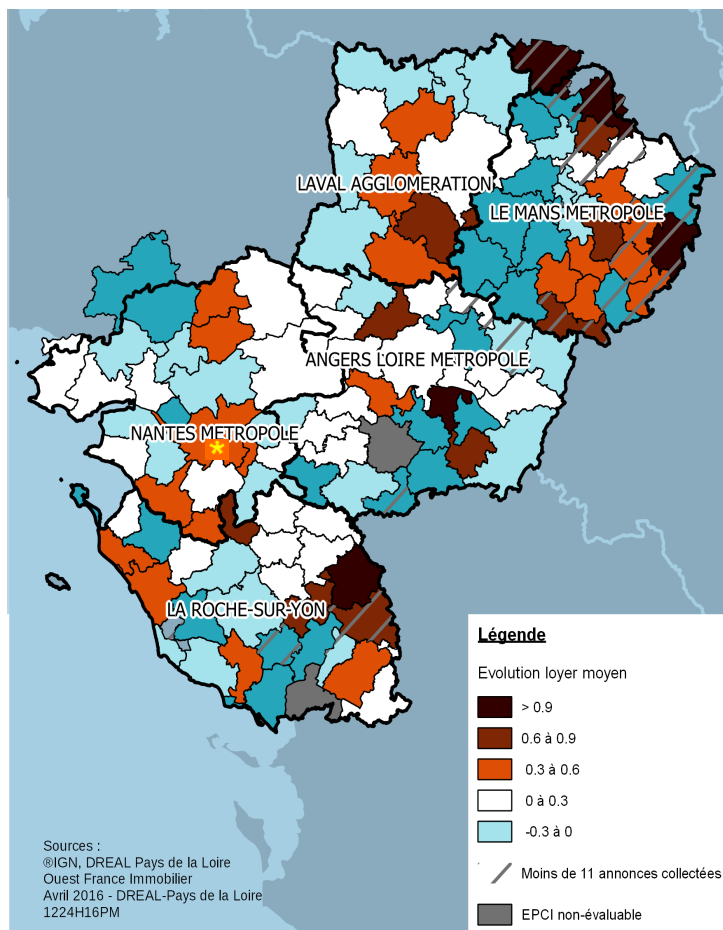 LAVAL AGGLOMERATION
LE MANS METROPOLE
ANGERS LOIRE METROPOLE
NANTES METROPOLE
LA ROCHE-SUR-YON
Légende
Evolution loyer moyen
> 0.9
0.6 à 0.9
0.3 à 0.6
0 à 0.3
-0.3 à 0
Moins de 11 annonces collectées
EPCI non-évaluable
Sources :
®IGN, DREAL Pays de la Loire
Ouest France Immobilier
Avril 2016 - DREAL-Pays de la Loire
1224H16PM